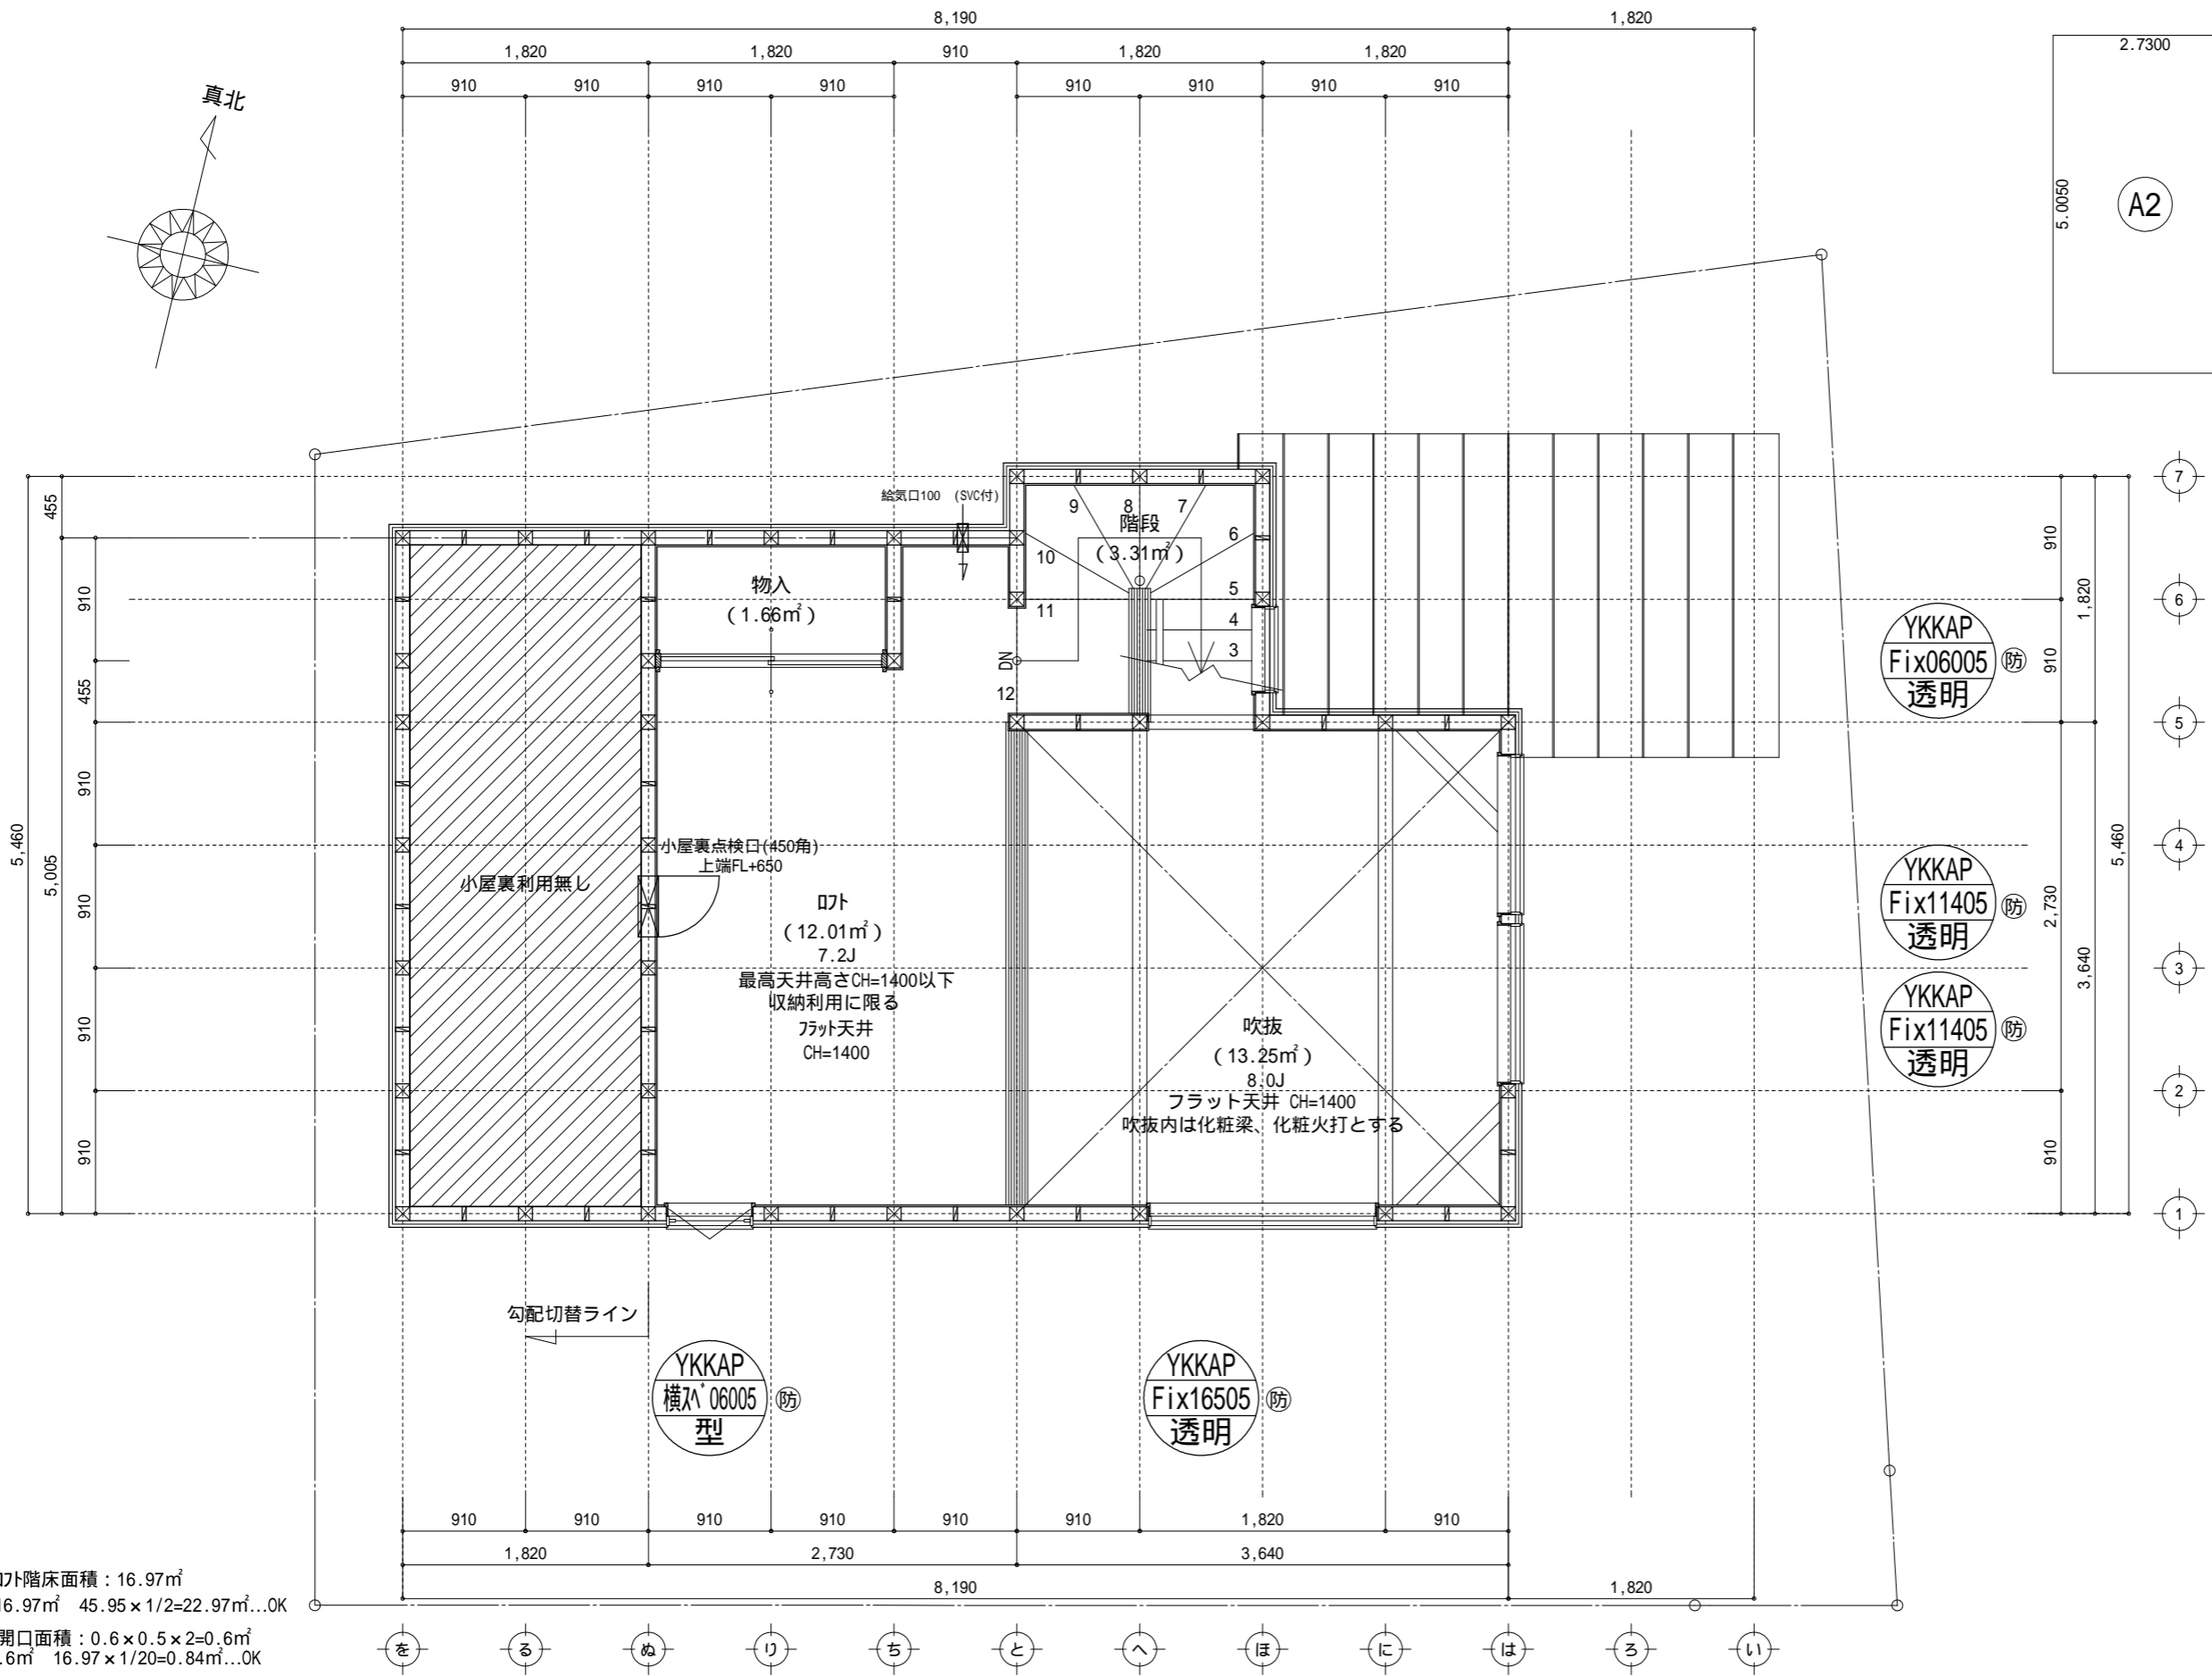 8,190
1,820
1,820
1,820
910
1,820
1,820
910
910
910
910
910
910
910
910
2.7300
5.0050
A2
真北
7
6
5
4
3
2
1
455
910
455
910
910
910
910
5,005
5,460
910
910
1,820
2,730
3,640
910
5,460
給気口100 (SVC付)
9
8
7
階段
(3.31㎡)
6
10
5
11
4
3
DN
12
物入
(1.66㎡)
小屋裏利用無し
小屋裏点検口(450角)
上端FL+650
ロフト
(12.01㎡)
7.2J
最高天井高さCH=1400以下
収納利用に限る
フラット天井
CH=1400
吹抜
(13.25㎡)
8.0J
フラット天井 CH=1400
吹抜内は化粧梁、化粧火打とする
YKKAP
Fix06005 防
透明
YKKAP
Fix11405 防
透明
YKKAP
Fix11405 防
透明
勾配切替ライン
YKKAP
横スベ06005 防
型
YKKAP
Fix16505 防
透明
910
910
910
910
910
910
1,820
910
1,820
2,730
3,640
8,190
1,820
ロフト階床面積:16.97㎡
16.97㎡ 45.95×1/2=22.97㎡...OK
開口面積:0.6×0.5×2=0.6㎡
.6㎡ 16.97×1/20=0.84㎡...OK
を
る
ぬ
り
ち
と
へ
ほ
に
は
ろ
い